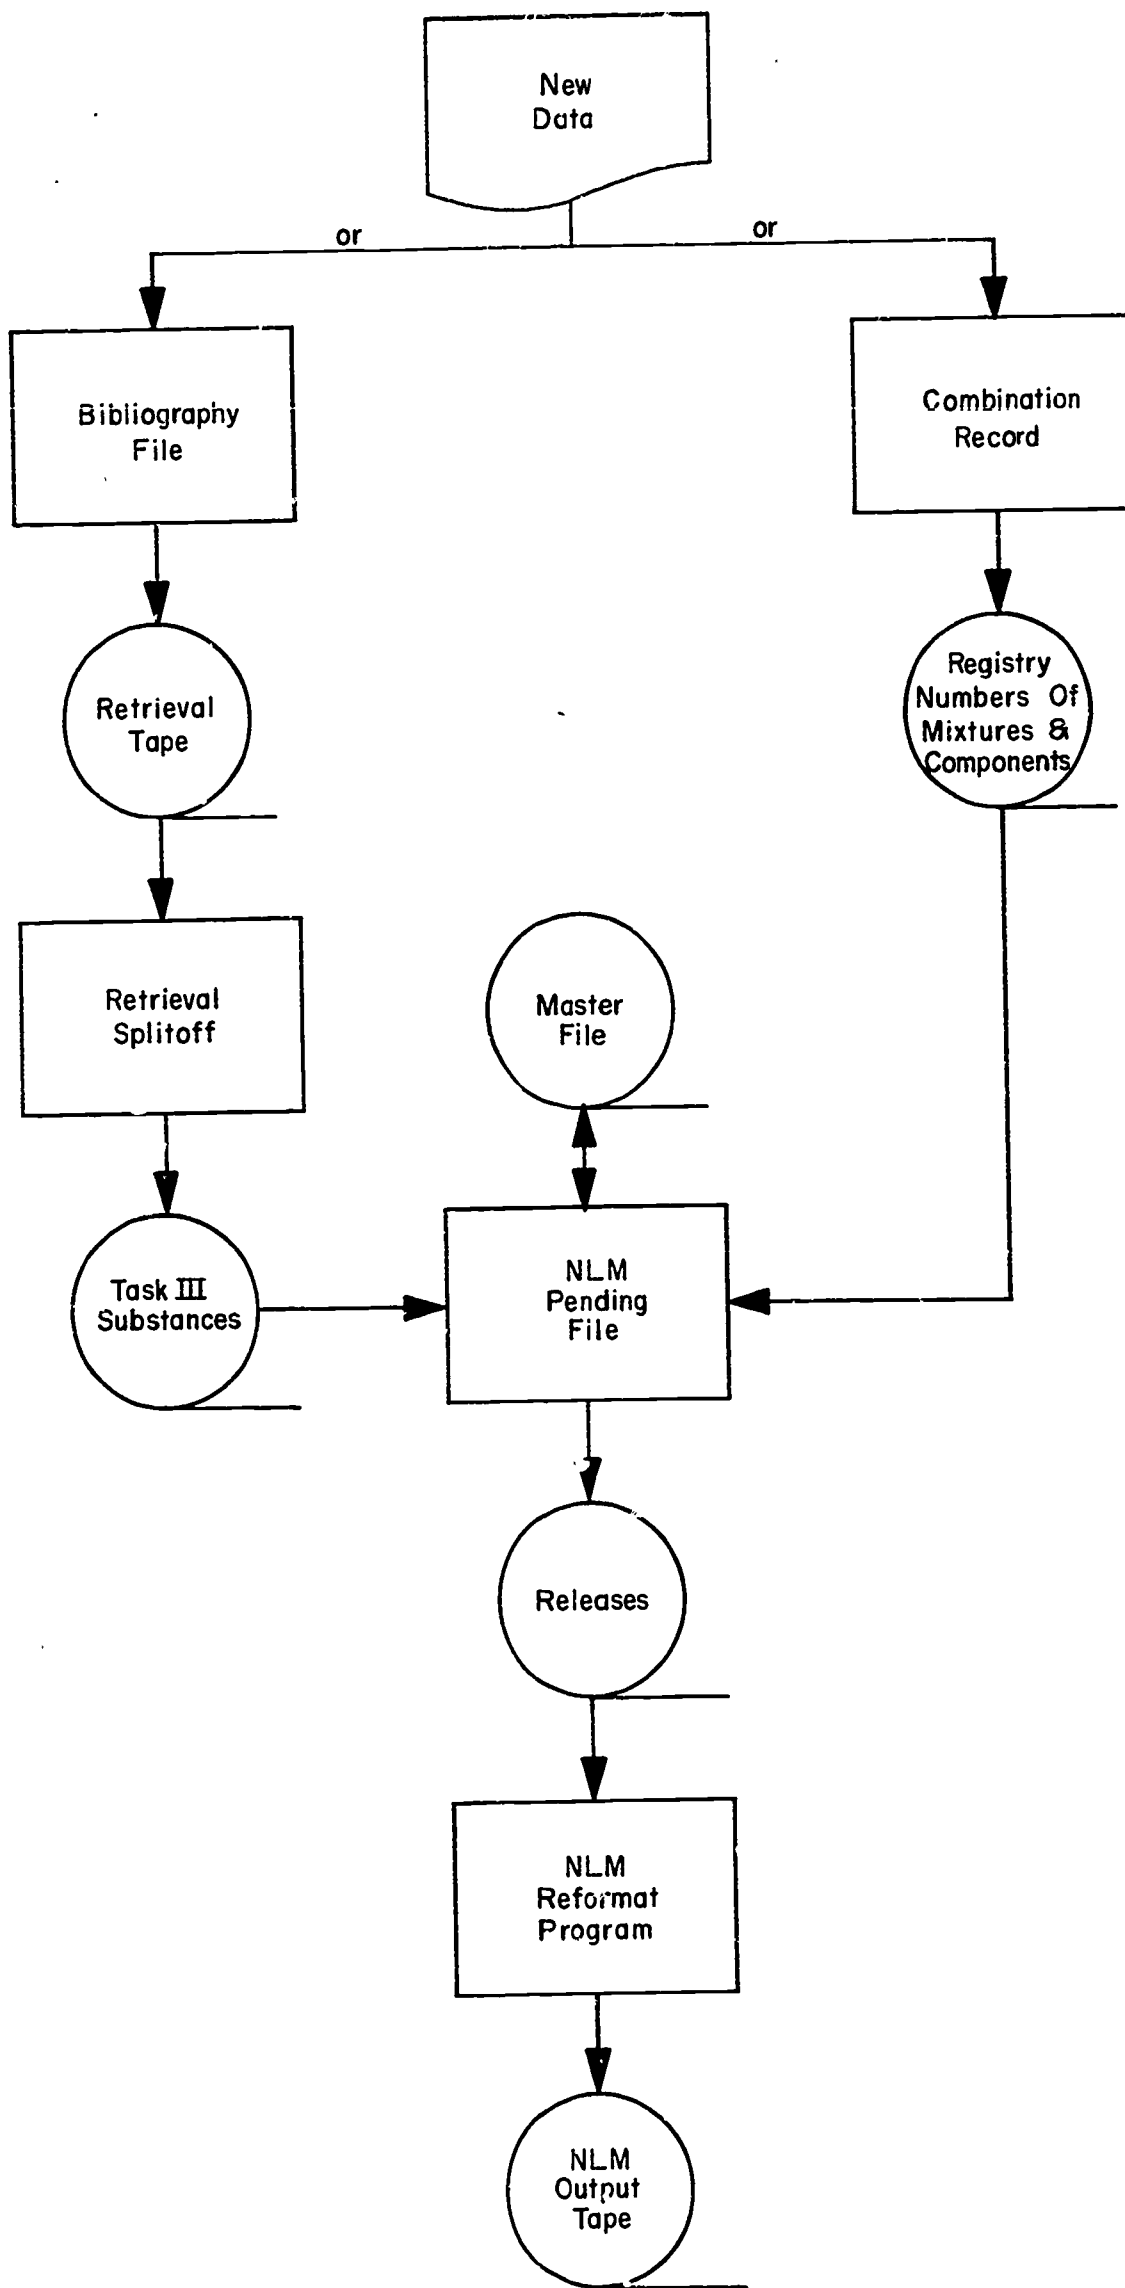 New
Data
or
or
Bibliography
File
Combination
Record
Retrieval
Tape
Registry
Numbers Of
Mixtures &
Components
Retrieval
Splitoff
Master
File
Task III
Substances
NLM
Pending
File
Releases
NLM
Reformat
Program
NLM
Output
Tape